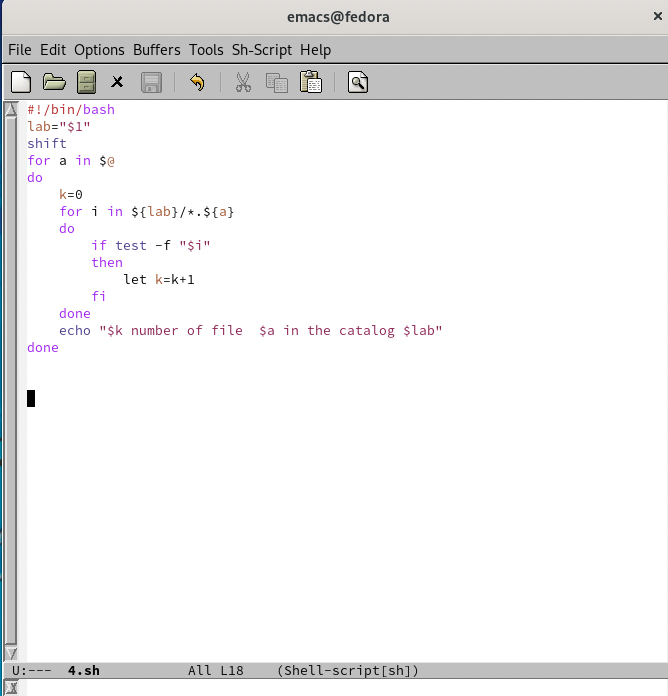 emacs@fedora
×
File Edit Options Buffers Tools Sh-Script Help
#!/bin/bash
lab="$1"
shift
for a in $@
do
    k=0
    for i in ${lab}/*.${a}
    do
        if test -f "$i"
        then
            let k=k+1
        fi
    done
    echo "$k number of file  $a in the catalog $lab"
done
U:---  4.sh           All L18    (Shell-script[sh])